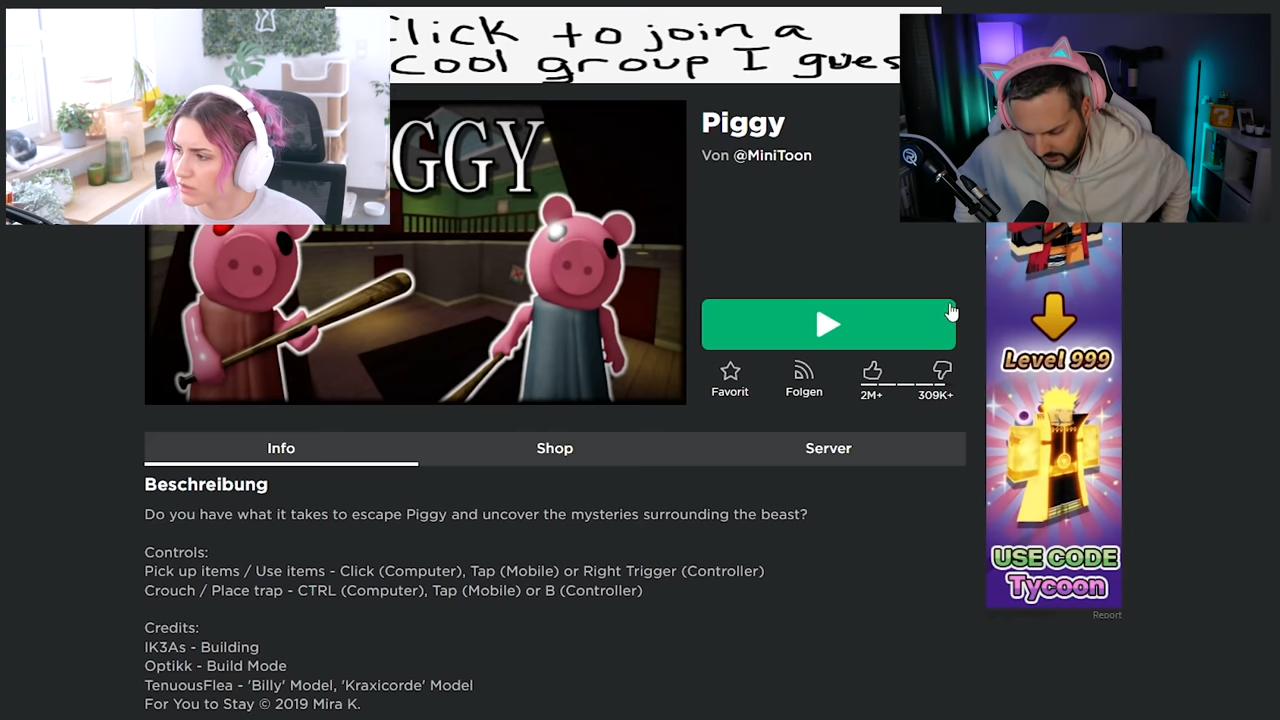 Click to join a
cool group I gues
GGY
Piggy
Von @MiniToon
Favorit
Folgen
2M+
309K+
Level 999
USE CODE
Tycoon
Report
Info
Shop
Server
Beschreibung
Do you have what it takes to escape Piggy and uncover the mysteries surrounding the beast?
Controls:
Pick up items / Use items - Click (Computer), Tap (Mobile) or Right Trigger (Controller)
Crouch / Place trap - CTRL (Computer), Tap (Mobile) or B (Controller)
Credits:
IK3As - Building
Optikk - Build Mode
TenuousFlea - 'Billy' Model, 'Kraxicorde' Model
For You to Stay © 2019 Mira K.